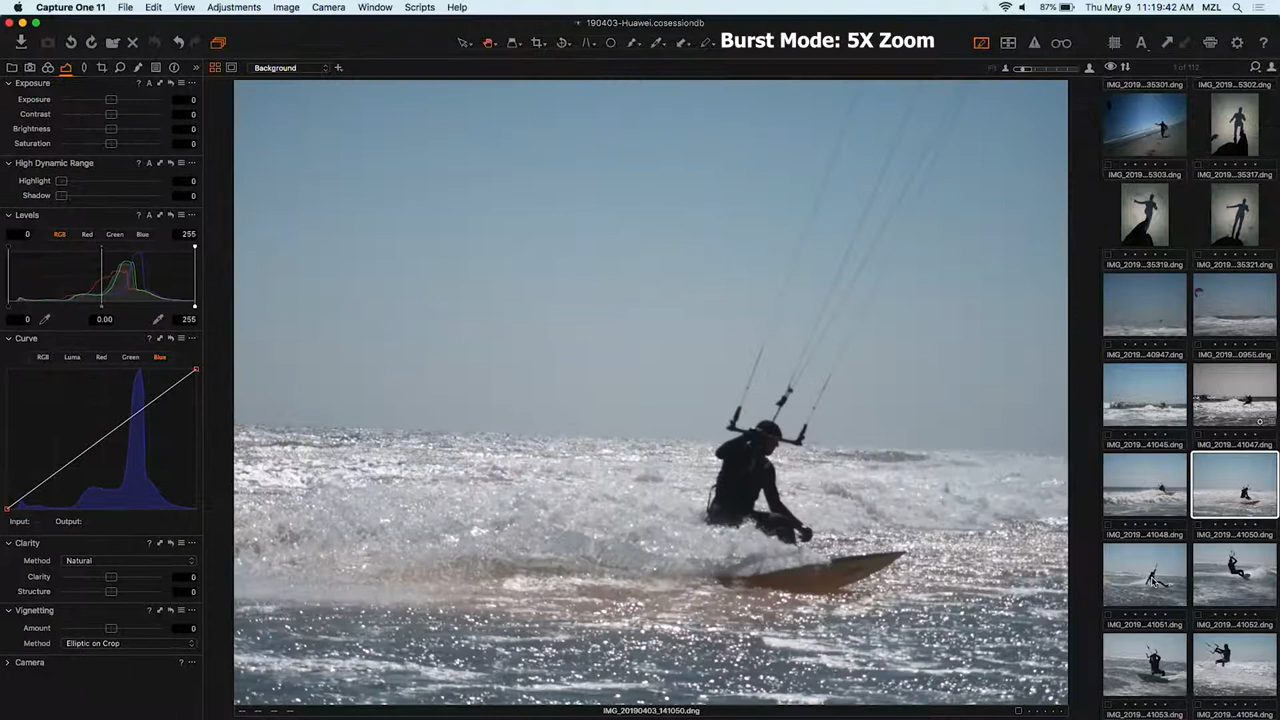 Capture One 11 File Edit View Adjustments Image Camera Window Scripts Help 87% Thu May 9 11:19:42 AM MZL
190403-Huawei.cosessiondb
Burst Mode: 5X Zoom
Background
1 of 112
Exposure
Exposure 0
Contrast 0
Brightness 0
Saturation 0
High Dynamic Range
Highlight 0
Shadow 0
Levels
0 RGB Red Green Blue 255
0 0.00 255
Curve
RGB Luma Red Green Blue
Input: Output:
Clarity
Method Natural
Clarity 0
Structure 0
Vignetting
Amount 0
Method Elliptic on Crop
Camera
IMG_20190403_141050.dng
IMG_2019...35301.dng IMG_2019...5302.dng
IMG_2019...5303.dng IMG_2019...35317.dng
IMG_2019...35319.dng IMG_2019...35321.dng
IMG_2019...40947.dng IMG_2019...0955.dng
IMG_2019...41045.dng IMG_2019...41047.dng
IMG_2019...41048.dng IMG_2019...41050.dng
IMG_2019...41051.dng IMG_2019...41052.dng
IMG_2019...41053.dng IMG_2019...41054.dng